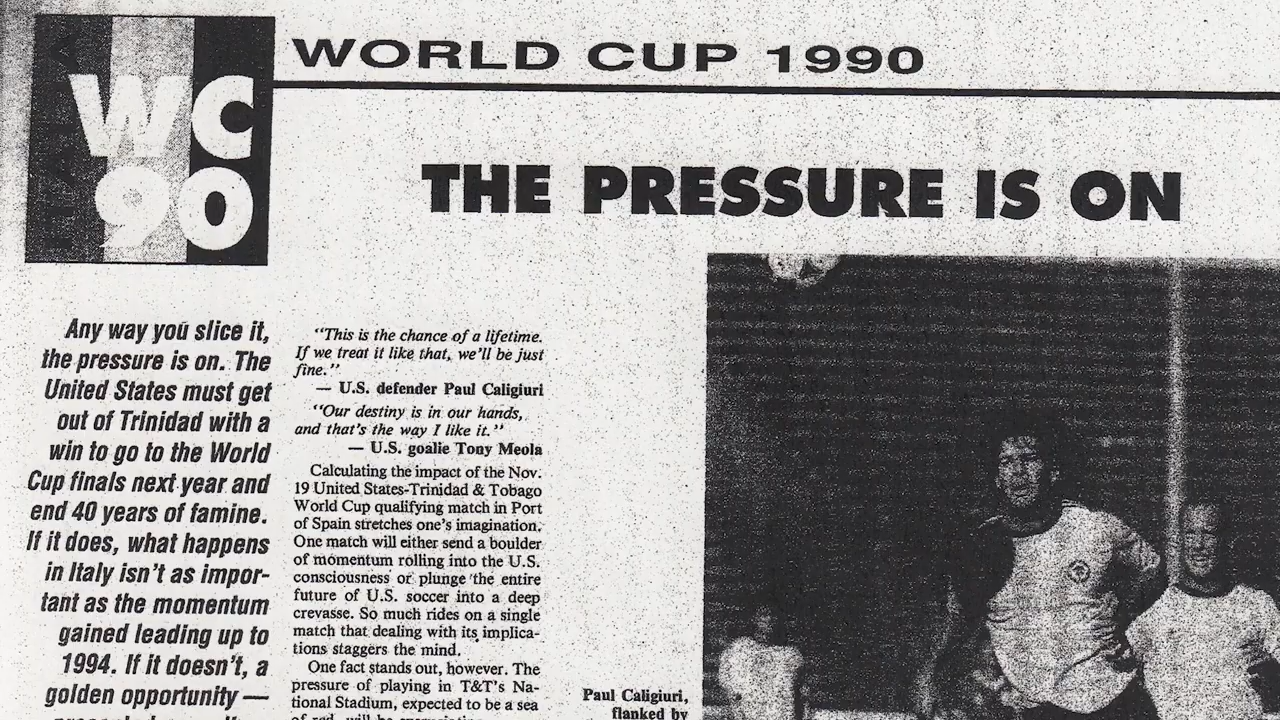 WC
90
WORLD CUP 1990
THE PRESSURE IS ON
Any way you slice it,
the pressure is on. The
United States must get
out of Trinidad with a
win to go to the World
Cup finals next year and
end 40 years of famine.
If it does, what happens
in Italy isn't as impor-
tant as the momentum
gained leading up to
1994. If it doesn't, a
golden opportunity —
"This is the chance of a lifetime.
If we treat it like that, we'll be just
fine."
— U.S. defender Paul Caligiuri
"Our destiny is in our hands,
and that's the way I like it."
— U.S. goalie Tony Meola
Calculating the impact of the Nov.
19 United States-Trinidad & Tobago
World Cup qualifying match in Port
of Spain stretches one's imagination.
One match will either send a boulder
of momentum rolling into the U.S.
consciousness or plunge the entire
future of U.S. soccer into a deep
crevasse. So much rides on a single
match that dealing with its implica-
tions staggers the mind.
One fact stands out, however. The
pressure of playing in T&T's Na-
tional Stadium, expected to be a sea
of red, will be
Paul Caligiuri,
flanked by